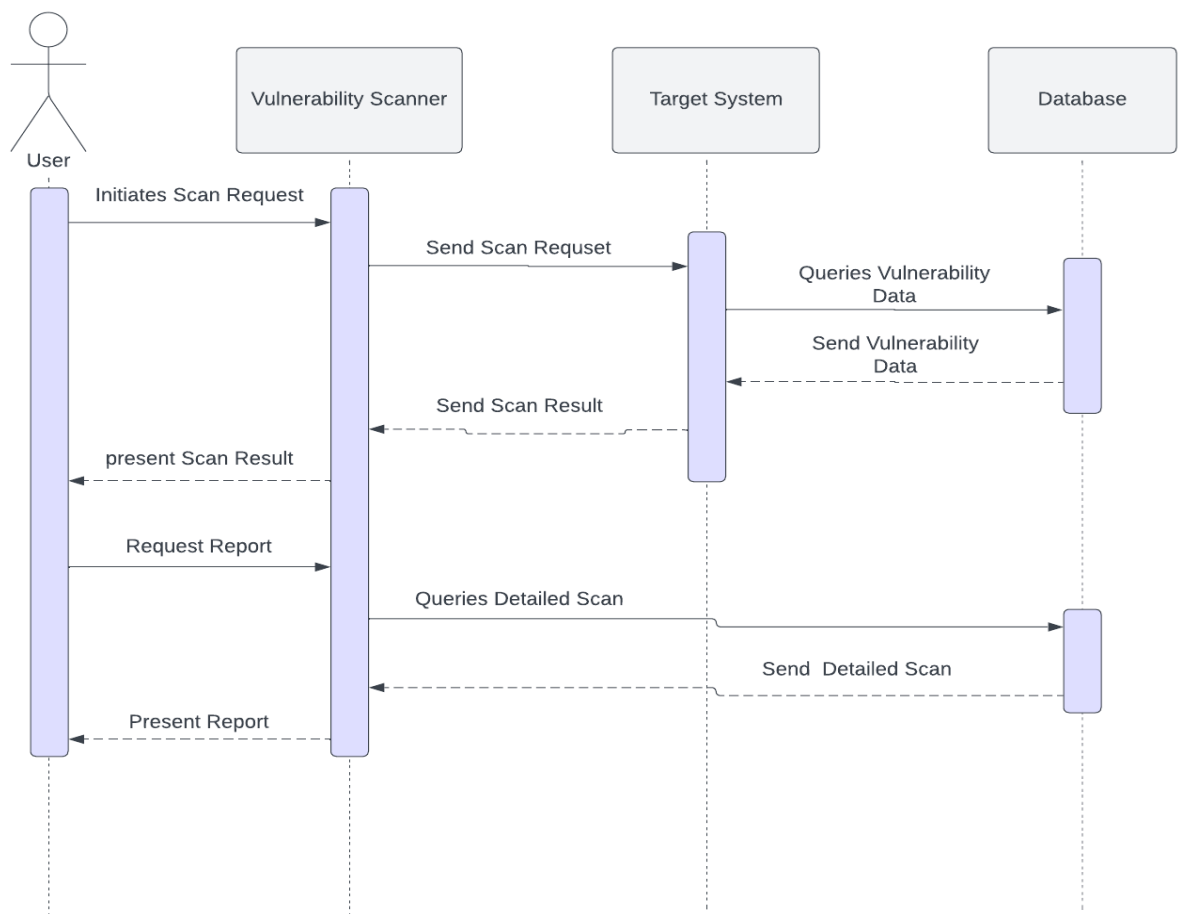 User
Vulnerability Scanner
Target System
Database
Initiates Scan Request
Send Scan Requset
Queries Vulnerability
Data
Send Vulnerability
Data
Send Scan Result
present Scan Result
Request Report
Queries Detailed Scan
Send  Detailed Scan
Present Report